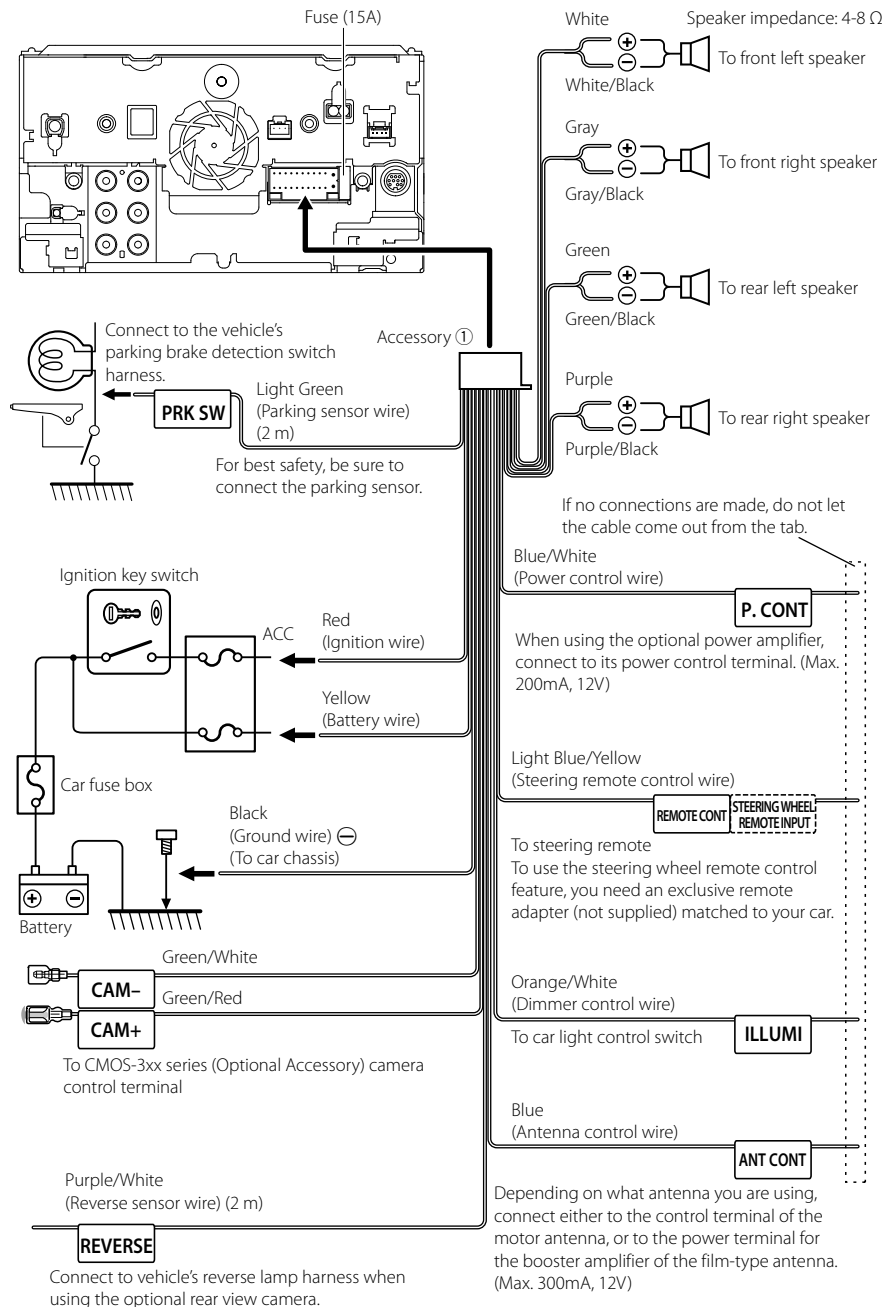 Fuse (15A)
White
Speaker impedance: 4-8 Ω
⊕
⊖
To front left speaker
White/Black
Gray
⊕
⊖
To front right speaker
Gray/Black
Green
⊕
⊖
To rear left speaker
Green/Black
Purple
⊕
⊖
To rear right speaker
Purple/Black
Connect to the vehicle's
parking brake detection switch
harness.
Accessory ①
PRK SW
Light Green
(Parking sensor wire)
(2 m)
For best safety, be sure to
connect the parking sensor.
If no connections are made, do not let
the cable come out from the tab.
Blue/White
(Power control wire)
P. CONT
When using the optional power amplifier,
connect to its power control terminal. (Max.
200mA, 12V)
Ignition key switch
ACC
Red
(Ignition wire)
Yellow
(Battery wire)
Car fuse box
Light Blue/Yellow
(Steering remote control wire)
REMOTE CONT
STEERING WHEEL
REMOTE INPUT
To steering remote
To use the steering wheel remote control
feature, you need an exclusive remote
adapter (not supplied) matched to your car.
Black
(Ground wire) ⊖
(To car chassis)
⊕ ⊖
Battery
Green/White
CAM–
Green/Red
CAM+
To CMOS-3xx series (Optional Accessory) camera
control terminal
Orange/White
(Dimmer control wire)
To car light control switch
ILLUMI
Blue
(Antenna control wire)
ANT CONT
Depending on what antenna you are using,
connect either to the control terminal of the
motor antenna, or to the power terminal for
the booster amplifier of the film-type antenna.
(Max. 300mA, 12V)
Purple/White
(Reverse sensor wire) (2 m)
REVERSE
Connect to vehicle's reverse lamp harness when
using the optional rear view camera.